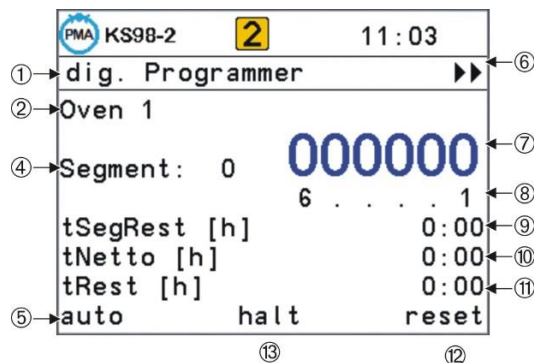 PMA KS98-2 2 11:03
① dig. Programmer ⑥
② Oven 1
④ Segment: 0 000000 ⑦
6 . . . . 1 ⑧
tSegRest [h] 0:00 ⑨
tNetto [h] 0:00 ⑩
tRest [h] 0:00 ⑪
⑤ auto halt reset
⑬ ⑫